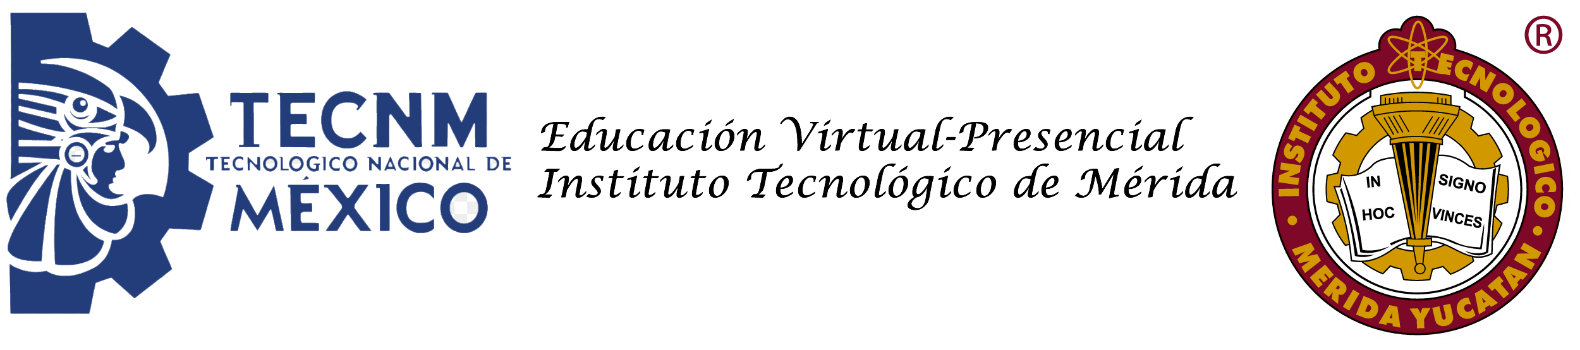 TECNM
TECNOLÓGICO NACIONAL DE
MÉXICO
Educación Virtual-Presencial
Instituto Tecnológico de Mérida
INSTITUTO TECNOLOGICO
IN
HOC
SIGNO
VINCES
MERIDA YUCATAN
®